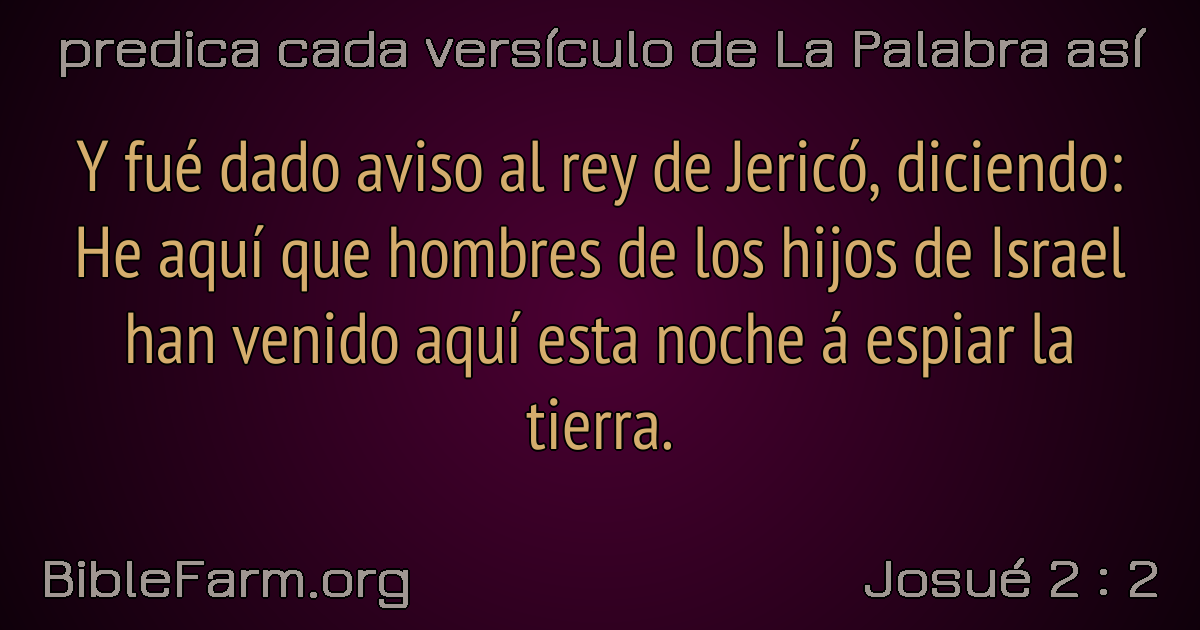 predica cada versículo de La Palabra así
Y fué dado aviso al rey de Jericó, diciendo:
He aquí que hombres de los hijos de Israel
han venido aquí esta noche á espiar la
tierra.
BibleFarm.org
Josué 2 : 2